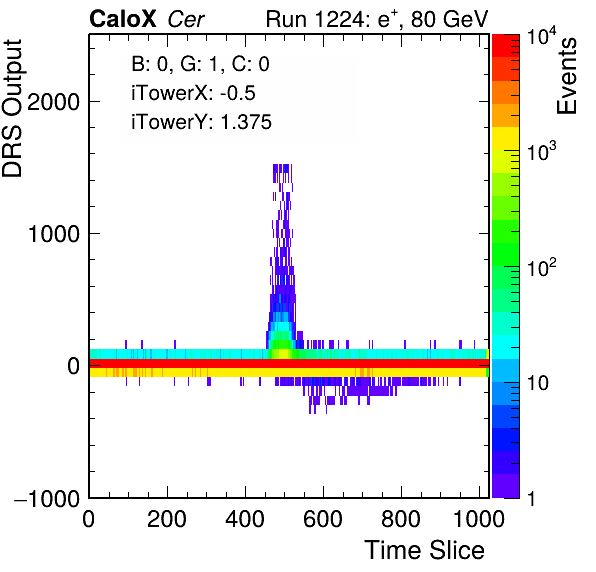 CaloX Cer Run 1224: e⁺, 80 GeV
B: 0, G: 1, C: 0
iTowerX: -0.5
iTowerY: 1.375
DRS Output
2000
1000
0
−1000
0 200 400 600 800 1000
Time Slice
Events
10⁴
10³
10²
10
1